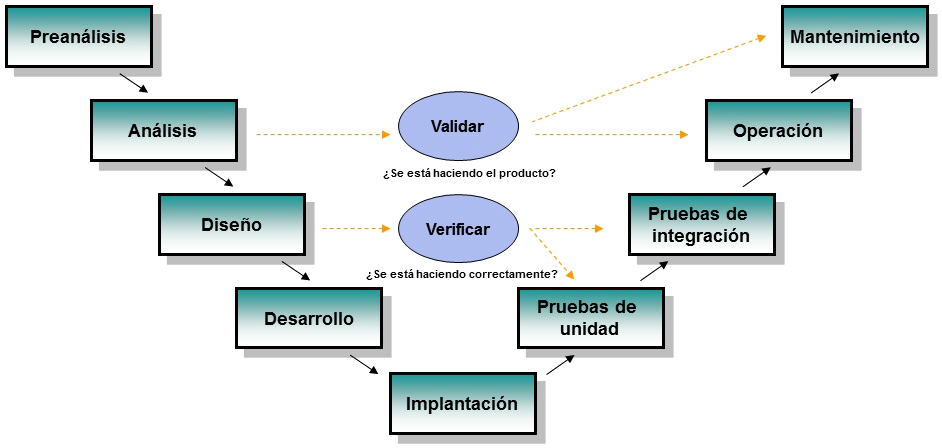 Preanálisis
Mantenimiento
Análisis
Validar
Operación
¿Se está haciendo el producto?
Diseño
Verificar
Pruebas de
integración
¿Se está haciendo correctamente?
Desarrollo
Pruebas de
unidad
Implantación